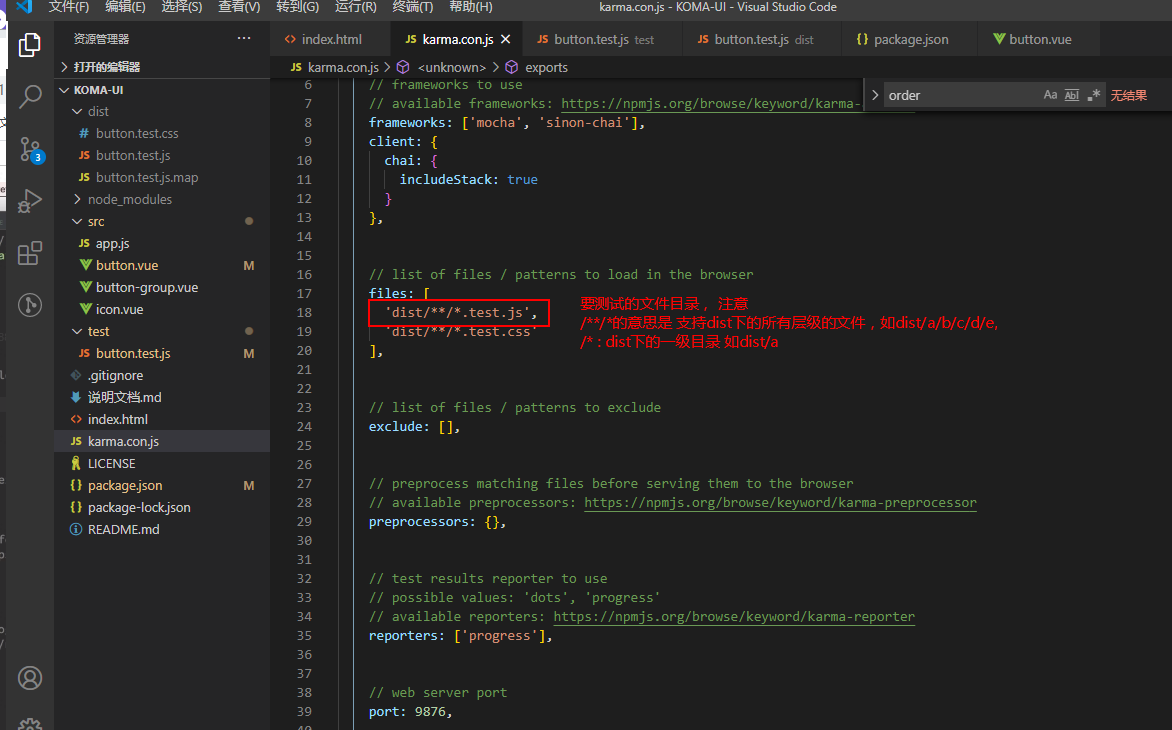 文件(F) 编辑(E) 选择(S) 查看(V) 转到(G) 运行(R) 终端(T) 帮助(H) karma.con.js - KOMA-UI - Visual Studio Code
资源管理器 ···
打开的编辑器
KOMA-UI
dist
# button.test.css
JS button.test.js
JS button.test.js.map
node_modules
src
JS app.js
button.vue M
button-group.vue
icon.vue
test
JS button.test.js M
.gitignore
说明文档.md
<> index.html
JS karma.con.js
LICENSE
{} package.json M
{} package-lock.json
README.md
3
<> index.html JS karma.con.js JS button.test.js test JS button.test.js dist {} package.json button.vue
JS karma.con.js > <unknown> > exports
order Aa Abl .* 无结果
6 // frameworks to use
7 // available frameworks: https://npmjs.org/browse/keyword/karma-
8 frameworks: ['mocha', 'sinon-chai'],
9 client: {
10 chai: {
11 includeStack: true
12 }
13 },
14
15
16 // list of files / patterns to load in the browser
17 files: [
18 'dist/**/*.test.js',
19 'dist/**/*.test.css'
20 ],
要测试的文件目录 ，注意
/**/*的意思是 支持dist下的所有层级的文件，如dist/a/b/c/d/e,
/* : dist下的一级目录 如dist/a
21
22
23 // list of files / patterns to exclude
24 exclude: [],
25
26
27 // preprocess matching files before serving them to the browser
28 // available preprocessors: https://npmjs.org/browse/keyword/karma-preprocessor
29 preprocessors: {},
30
31
32 // test results reporter to use
33 // possible values: 'dots', 'progress'
34 // available reporters: https://npmjs.org/browse/keyword/karma-reporter
35 reporters: ['progress'],
36
37
38 // web server port
39 port: 9876,